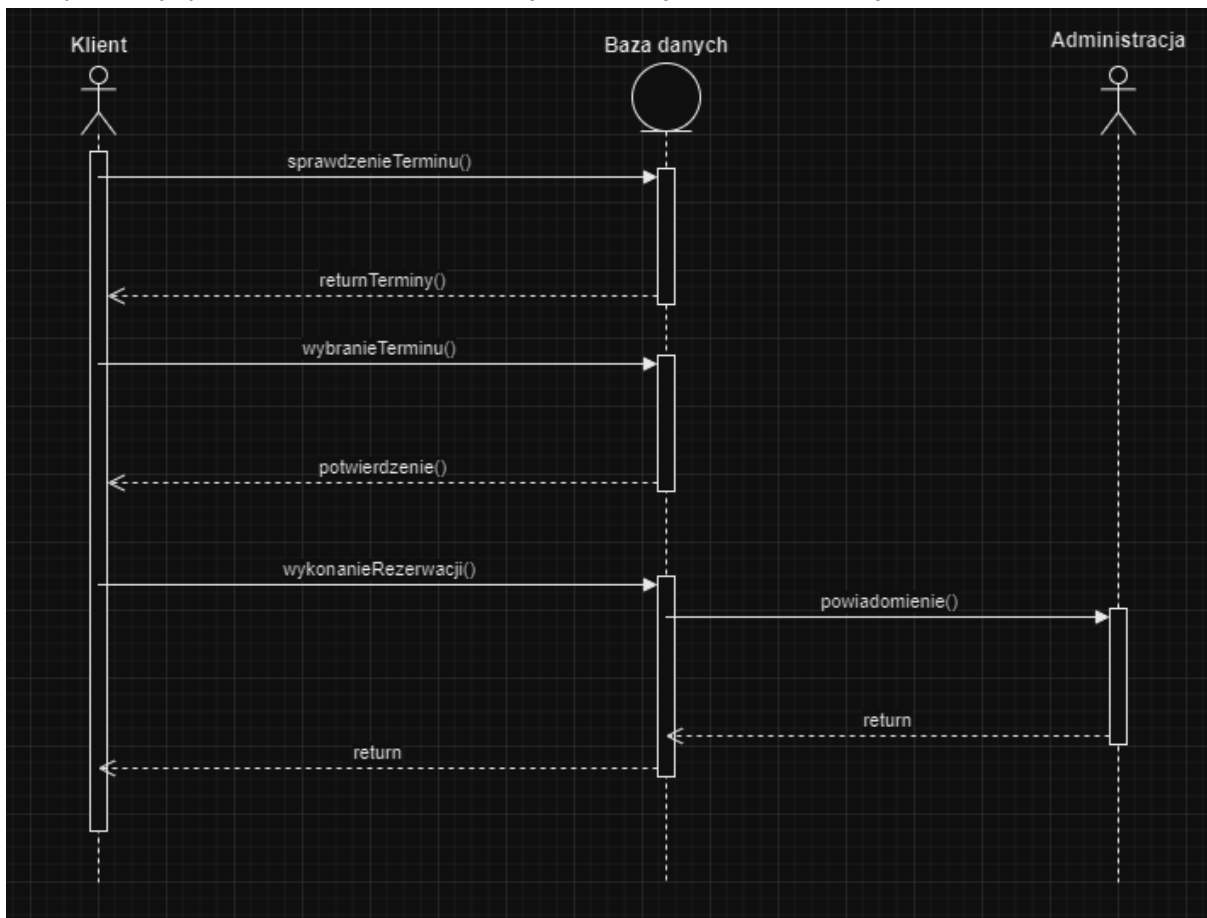 Klient
Baza danych
Administracja
sprawdzenieTerminu()
returnTerminy()
wybranieTerminu()
potwierdzenie()
wykonanieRezerwacji()
powiadomienie()
return
return